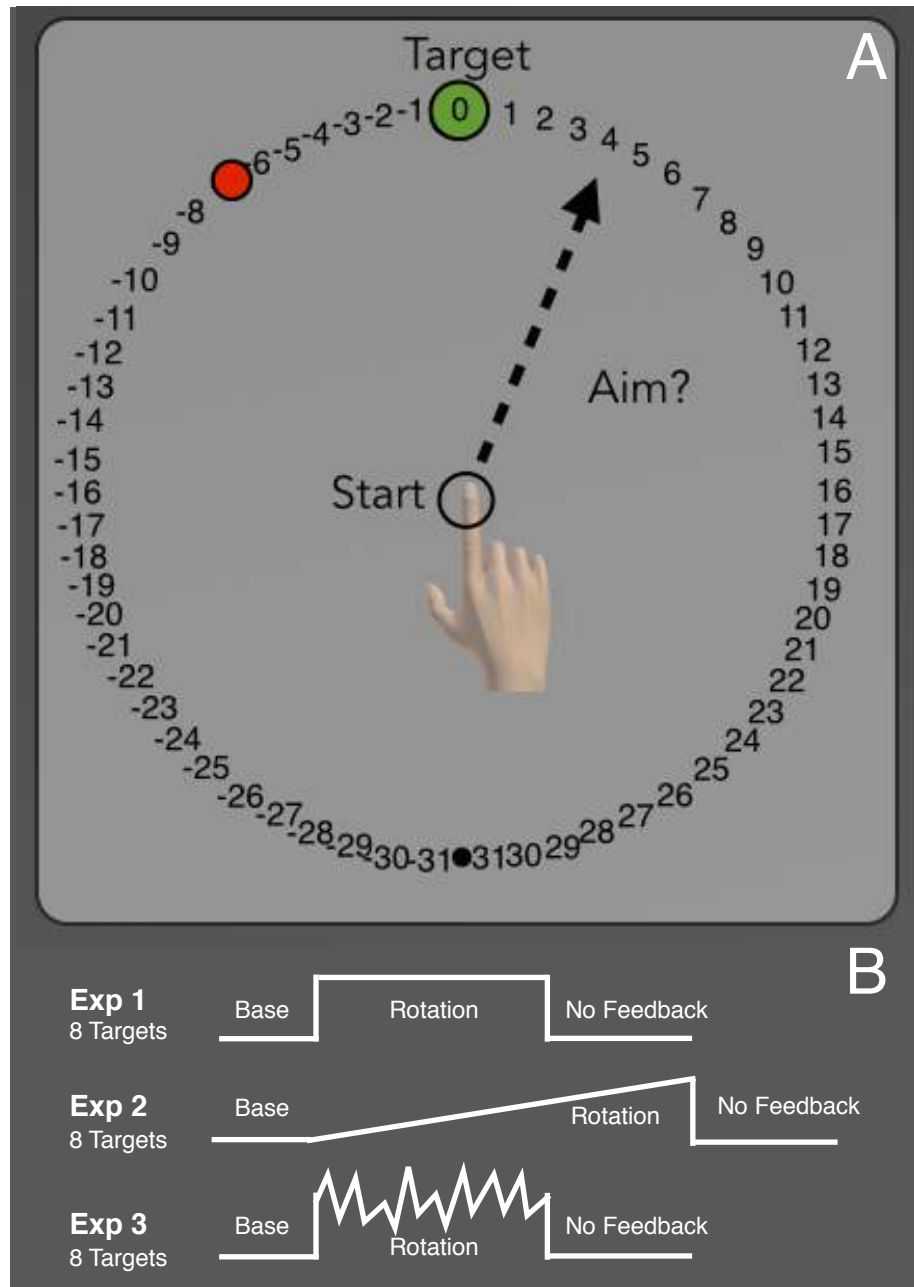 A
Target
-6 -5 -4 -3 -2 -1 0 1 2 3 4 5 6 7 8 9 10 11 12 13 14 15 16 17 18 19 20 21 22 23 24 25 26 27 28 29 30 31
-8 -9 -10 -11 -12 -13 -14 -15 -16 -17 -18 -19 -20 -21 -22 -23 -24 -25 -26 -27 -28 -29 -30 -31
Aim?
Start
B
Exp 1
8 Targets
Base
Rotation
No Feedback
Exp 2
8 Targets
Base
Rotation
No Feedback
Exp 3
8 Targets
Base
Rotation
No Feedback